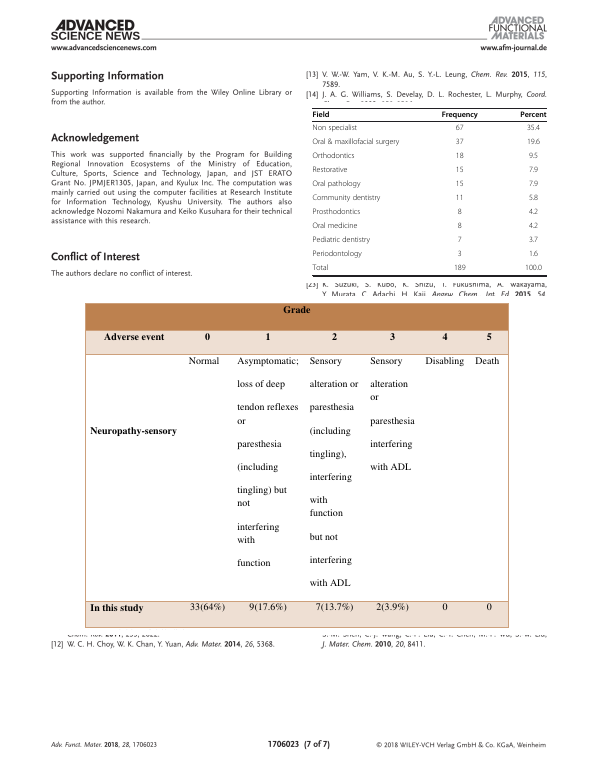 ADVANCED
SCIENCE NEWS
www.advancedsciencenews.com
ADVANCED
FUNCTIONAL
MATERIALS
www.afm-journal.de
Supporting Information
Supporting Information is available from the Wiley Online Library or
from the author.
Acknowledgement
This work was supported financially by the Program for Building
Regional Innovation Ecosystems of the Ministry of Education,
Culture, Sports, Science and Technology, Japan, and JST ERATO
Grant No. JPMJER1305, Japan, and Kyulux Inc. The computation was
mainly carried out using the computer facilities at Research Institute
for Information Technology, Kyushu University. The authors also
acknowledge Nozomi Nakamura and Keiko Kusuhara for their technical
assistance with this research.
Conflict of Interest
The authors declare no conflict of interest.
[13] V. W.-W. Yam, V. K.-M. Au, S. Y.-L. Leung, Chem. Rev. 2015, 115,
7589.
[14] J. A. G. Williams, S. Develay, D. L. Rochester, L. Murphy, Coord.
Field Frequency Percent
Non specialist 67 35.4
Oral & maxillofacial surgery 37 19.6
Orthodontics 18 9.5
Restorative 15 7.9
Oral pathology 15 7.9
Community dentistry 11 5.8
Prosthodontics 8 4.2
Oral medicine 8 4.2
Pediatric dentistry 7 3.7
Periodontology 3 1.6
Total 189 100.0
[23] K. Suzuki, S. Kubo, K. Shizu, T. Fukushima, A. Wakayama,
Y. Murata, C. Adachi, H. Kaji, Angew. Chem., Int. Ed. 2015, 54,
Grade
Adverse event 0 1 2 3 4 5
Neuropathy-sensory
Normal
Asymptomatic;
loss of deep
tendon reflexes
or
paresthesia
(including
tingling) but
not
interfering
with
function
Sensory
alteration or
paresthesia
(including
tingling),
interfering
with
function
but not
interfering
with ADL
Sensory
alteration
or
paresthesia
interfering
with ADL
Disabling
Death
In this study 33(64%) 9(17.6%) 7(13.7%) 2(3.9%) 0 0
[12] W. C. H. Choy, W. K. Chan, Y. Yuan, Adv. Mater. 2014, 26, 5368.
J. Mater. Chem. 2010, 20, 8411.
Adv. Funct. Mater. 2018, 28, 1706023
1706023 (7 of 7)
© 2018 WILEY-VCH Verlag GmbH & Co. KGaA, Weinheim